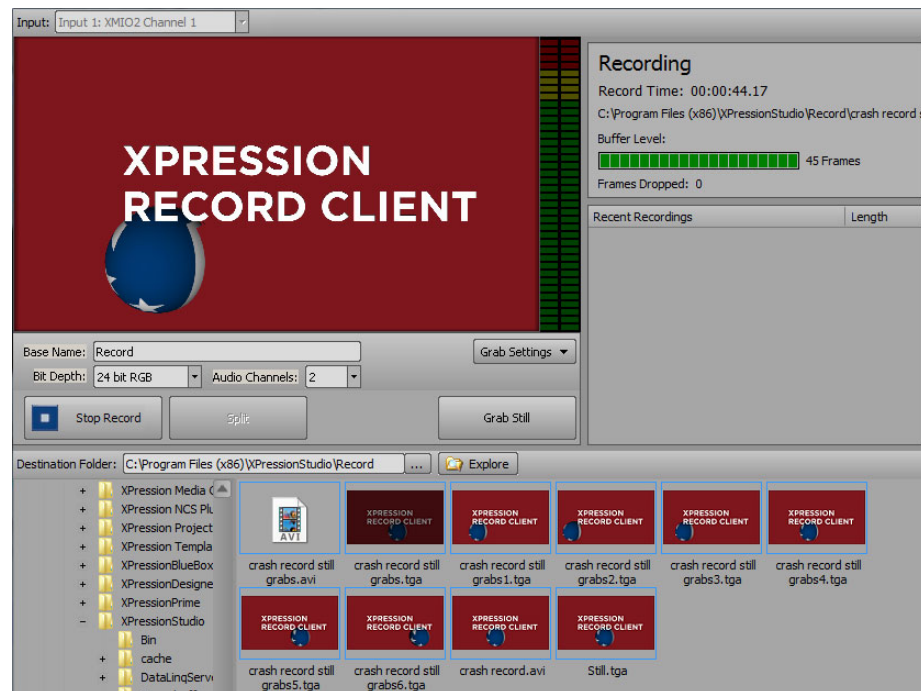 Input: Input 1: XMIO2 Channel 1
XPRESSION
RECORD CLIENT
Recording
Record Time: 00:00:44.17
C:\Program Files (x86)\XPressionStudio\Record\crash record s
Buffer Level:
45 Frames
Frames Dropped: 0
Recent Recordings Length
Base Name: Record
Grab Settings
Bit Depth: 24 bit RGB Audio Channels: 2
Stop Record Split Grab Still
Destination Folder: C:\Program Files (x86)\XPressionStudio\Record ... Explore
+ XPression Media C
+ XPression NCS Plu
+ XPression Project
+ XPression Templa
+ XPressionBlueBox
+ XPressionDesigne
+ XPressionPrime
- XPressionStudio
Bin
+ cache
+ DataLinqServ
AVI
XPRESSION
RECORD CLIENT
XPRESSION
RECORD CLIENT
XPRESSION
RECORD CLIENT
XPRESSION
RECORD CLIENT
XPRESSION
RECORD CLIENT
crash record still
grabs.avi
crash record still
grabs.tga
crash record still
grabs1.tga
crash record still
grabs2.tga
crash record still
grabs3.tga
crash record still
grabs4.tga
XPRESSION
RECORD CLIENT
XPRESSION
RECORD CLIENT
XPRESSION
RECORD CLIENT
XPRESSION
RECORD CLIENT
crash record still
grabs5.tga
crash record still
grabs6.tga
crash record.avi
Still.tga